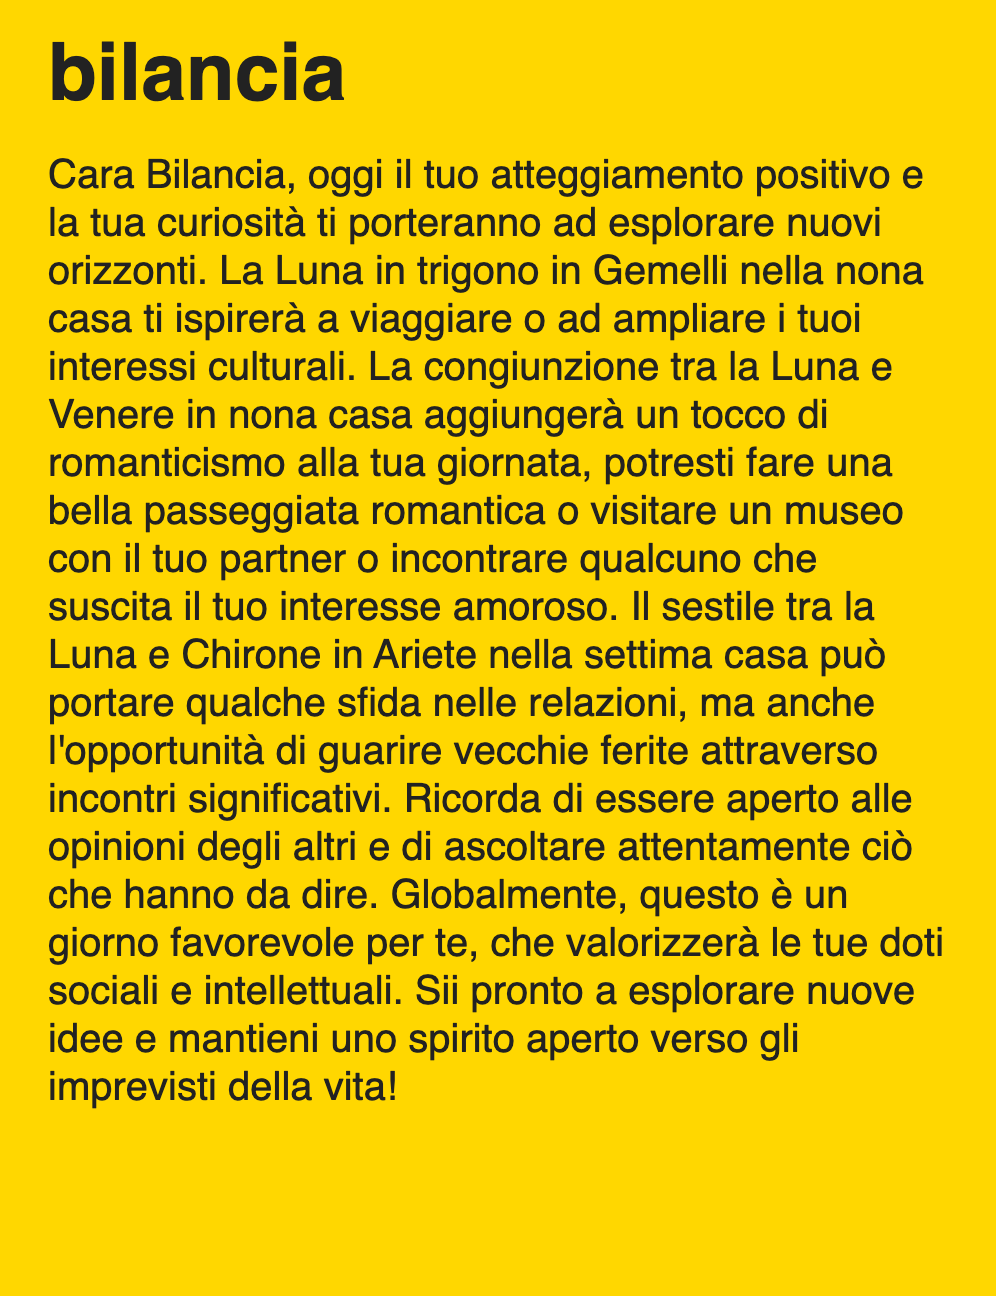 bilancia
Cara Bilancia, oggi il tuo atteggiamento positivo e
la tua curiosità ti porteranno ad esplorare nuovi
orizzonti. La Luna in trigono in Gemelli nella nona
casa ti ispirerà a viaggiare o ad ampliare i tuoi
interessi culturali. La congiunzione tra la Luna e
Venere in nona casa aggiungerà un tocco di
romanticismo alla tua giornata, potresti fare una
bella passeggiata romantica o visitare un museo
con il tuo partner o incontrare qualcuno che
suscita il tuo interesse amoroso. Il sestile tra la
Luna e Chirone in Ariete nella settima casa può
portare qualche sfida nelle relazioni, ma anche
l'opportunità di guarire vecchie ferite attraverso
incontri significativi. Ricorda di essere aperto alle
opinioni degli altri e di ascoltare attentamente ciò
che hanno da dire. Globalmente, questo è un
giorno favorevole per te, che valorizzerà le tue doti
sociali e intellettuali. Sii pronto a esplorare nuove
idee e mantieni uno spirito aperto verso gli
imprevisti della vita!